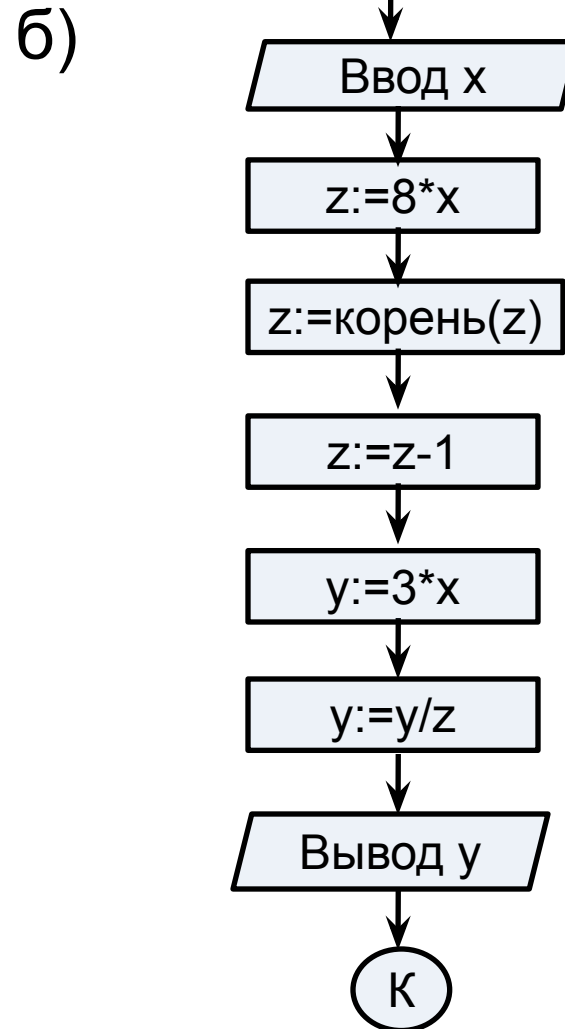 б)
Ввод x
z:=8*x
z:=корень(z)
z:=z-1
y:=3*x
y:=y/z
Вывод y
К